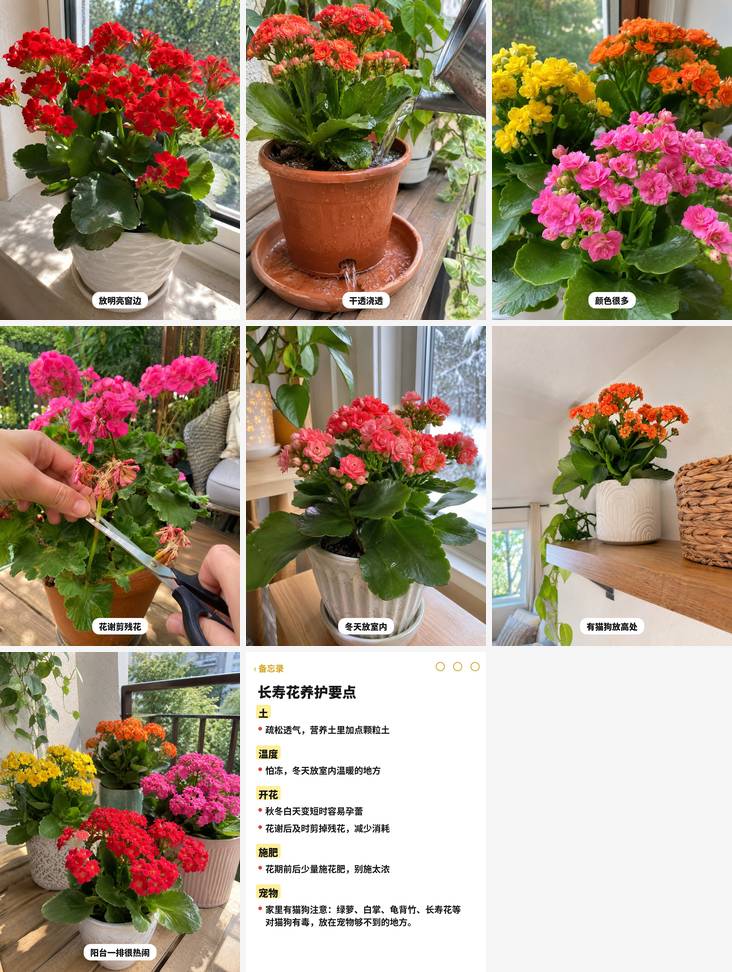 放明亮窗边
干透浇透
颜色很多
花谢剪残花
冬天放室内
有猫狗放高处
阳台一排很热闹
‹ 备忘录
长寿花养护要点
土
疏松透气，营养土里加点颗粒土
温度
怕冻，冬天放室内温暖的地方
开花
秋冬白天变短时容易孕蕾
花谢后及时剪掉残花，减少消耗
施肥
花期前后少量施花肥，别施太浓
宠物
家里有猫狗注意：绿萝、白掌、龟背竹、长寿花等
对猫狗有毒，放在宠物够不到的地方。